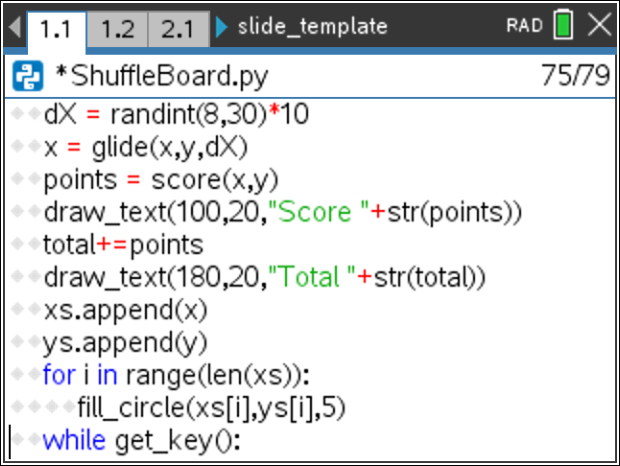 1.1 1.2 2.1 slide_template RAD
*ShuffleBoard.py 75/79
dX = randint(8,30)*10
x = glide(x,y,dX)
points = score(x,y)
draw_text(100,20,"Score "+str(points))
total+=points
draw_text(180,20,"Total "+str(total))
xs.append(x)
ys.append(y)
for i in range(len(xs)):
fill_circle(xs[i],ys[i],5)
while get_key():